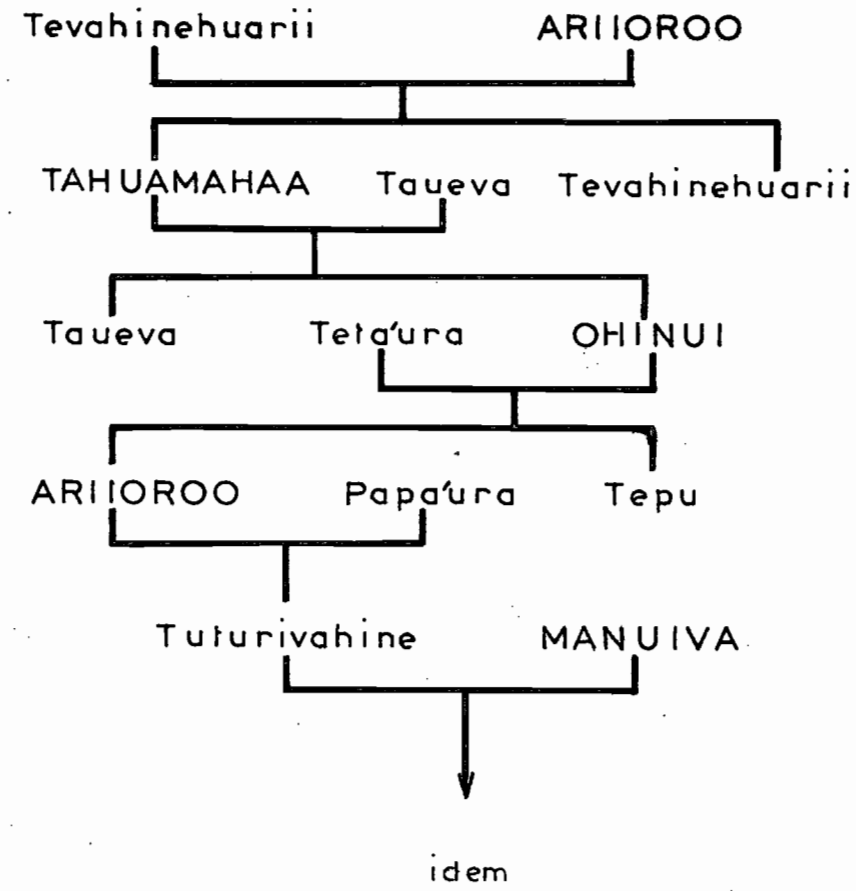 Tevahinehuarii ARIIOROO
TAHUAMAHAA Taueva Tevahinehuarii
Taueva Teta'ura OHINUI
ARIIOROO Papa'ura Tepu
Tuturivahine MANUIVA
idem